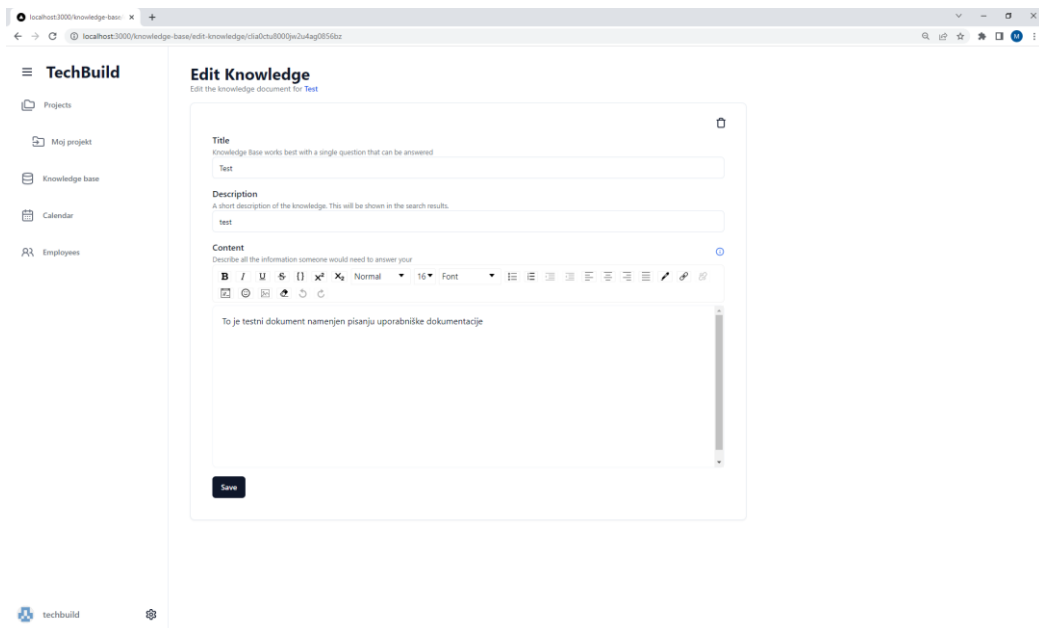 localhost:3000/knowledge-base
localhost:3000/knowledge-base/edit-knowledge/clia0ctu8000jw2u4ag0856bz
M
TechBuild
Projects
Moj projekt
Knowledge base
Calendar
Employees
techbuild
Edit Knowledge
Edit the knowledge document for Test
Title
Knowledge Base works best with a single question that can be answered
Test
Description
A short description of the knowledge. This will be shown in the search results.
test
Content
Describe all the information someone would need to answer your
B I U S {} x² X₂ Normal 16 Font
To je testni dokument namenjen pisanju uporabniške dokumentacije
Save